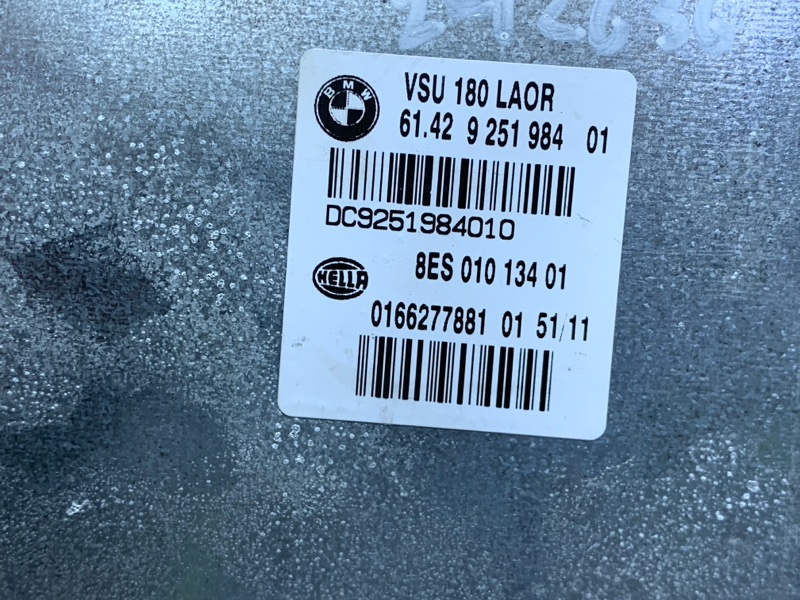 BMW
VSU 180 LAOR
61.42 9 251 984 01
DC9251984010
HELLA
8ES 010 134 01
0166277881 01 51/11